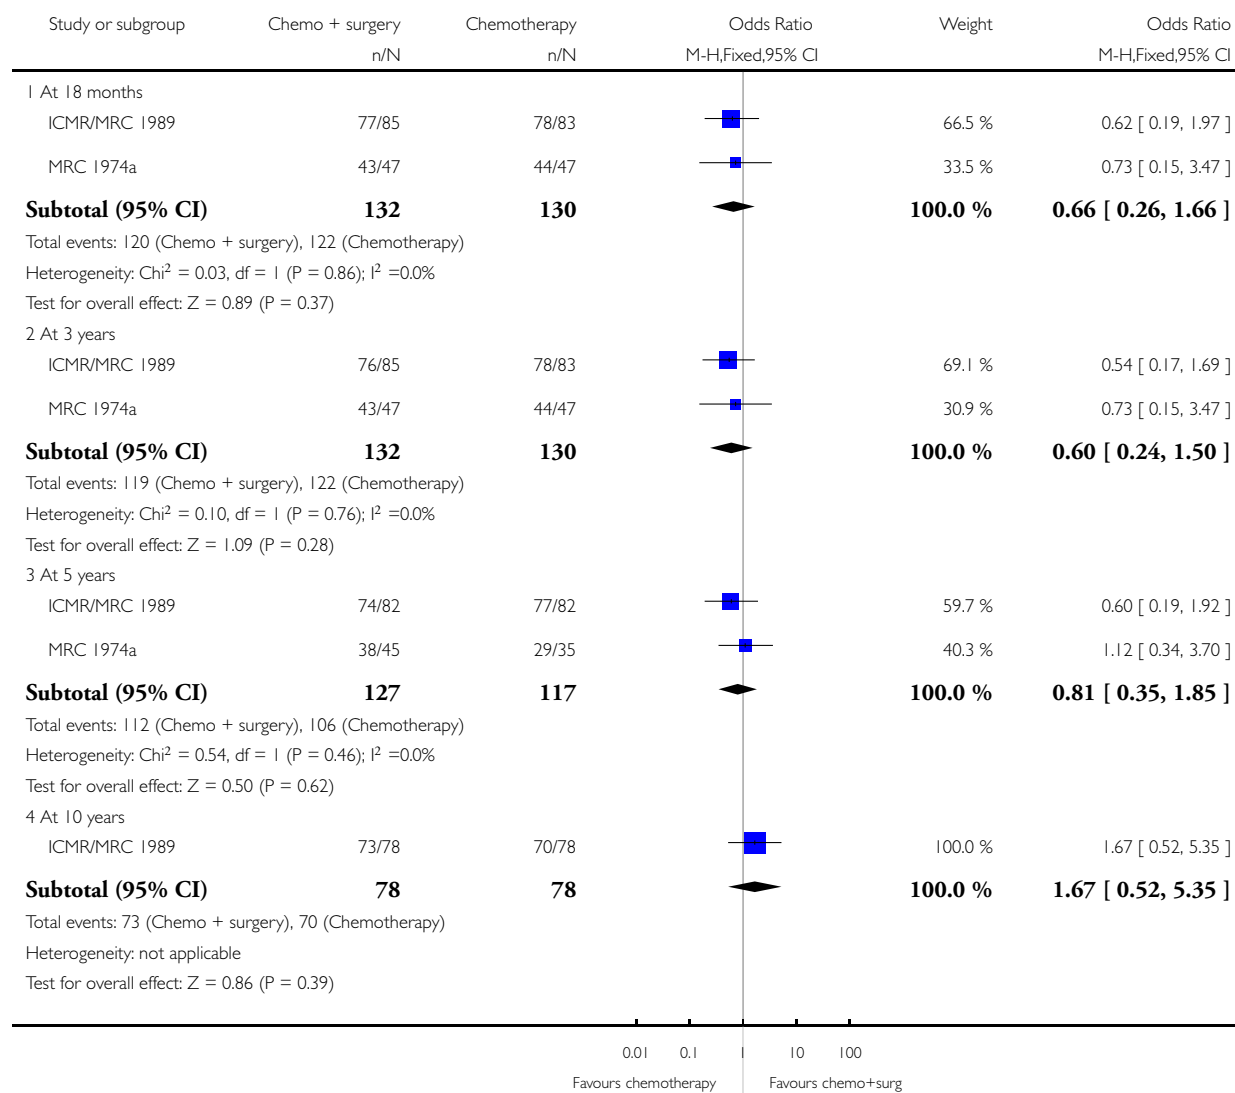 Study or subgroup Chemo + surgery Chemotherapy Odds Ratio Weight Odds Ratio
n/N n/N M-H,Fixed,95% CI M-H,Fixed,95% CI
1 At 18 months
ICMR/MRC 1989 77/85 78/83 66.5 % 0.62 [ 0.19, 1.97 ]
MRC 1974a 43/47 44/47 33.5 % 0.73 [ 0.15, 3.47 ]
Subtotal (95% CI) 132 130 100.0 % 0.66 [ 0.26, 1.66 ]
Total events: 120 (Chemo + surgery), 122 (Chemotherapy)
Heterogeneity: Chi² = 0.03, df = 1 (P = 0.86); I² =0.0%
Test for overall effect: Z = 0.89 (P = 0.37)
2 At 3 years
ICMR/MRC 1989 76/85 78/83 69.1 % 0.54 [ 0.17, 1.69 ]
MRC 1974a 43/47 44/47 30.9 % 0.73 [ 0.15, 3.47 ]
Subtotal (95% CI) 132 130 100.0 % 0.60 [ 0.24, 1.50 ]
Total events: 119 (Chemo + surgery), 122 (Chemotherapy)
Heterogeneity: Chi² = 0.10, df = 1 (P = 0.76); I² =0.0%
Test for overall effect: Z = 1.09 (P = 0.28)
3 At 5 years
ICMR/MRC 1989 74/82 77/82 59.7 % 0.60 [ 0.19, 1.92 ]
MRC 1974a 38/45 29/35 40.3 % 1.12 [ 0.34, 3.70 ]
Subtotal (95% CI) 127 117 100.0 % 0.81 [ 0.35, 1.85 ]
Total events: 112 (Chemo + surgery), 106 (Chemotherapy)
Heterogeneity: Chi² = 0.54, df = 1 (P = 0.46); I² =0.0%
Test for overall effect: Z = 0.50 (P = 0.62)
4 At 10 years
ICMR/MRC 1989 73/78 70/78 100.0 % 1.67 [ 0.52, 5.35 ]
Subtotal (95% CI) 78 78 100.0 % 1.67 [ 0.52, 5.35 ]
Total events: 73 (Chemo + surgery), 70 (Chemotherapy)
Heterogeneity: not applicable
Test for overall effect: Z = 0.86 (P = 0.39)
0.01 0.1 1 10 100
Favours chemotherapy Favours chemo+surg